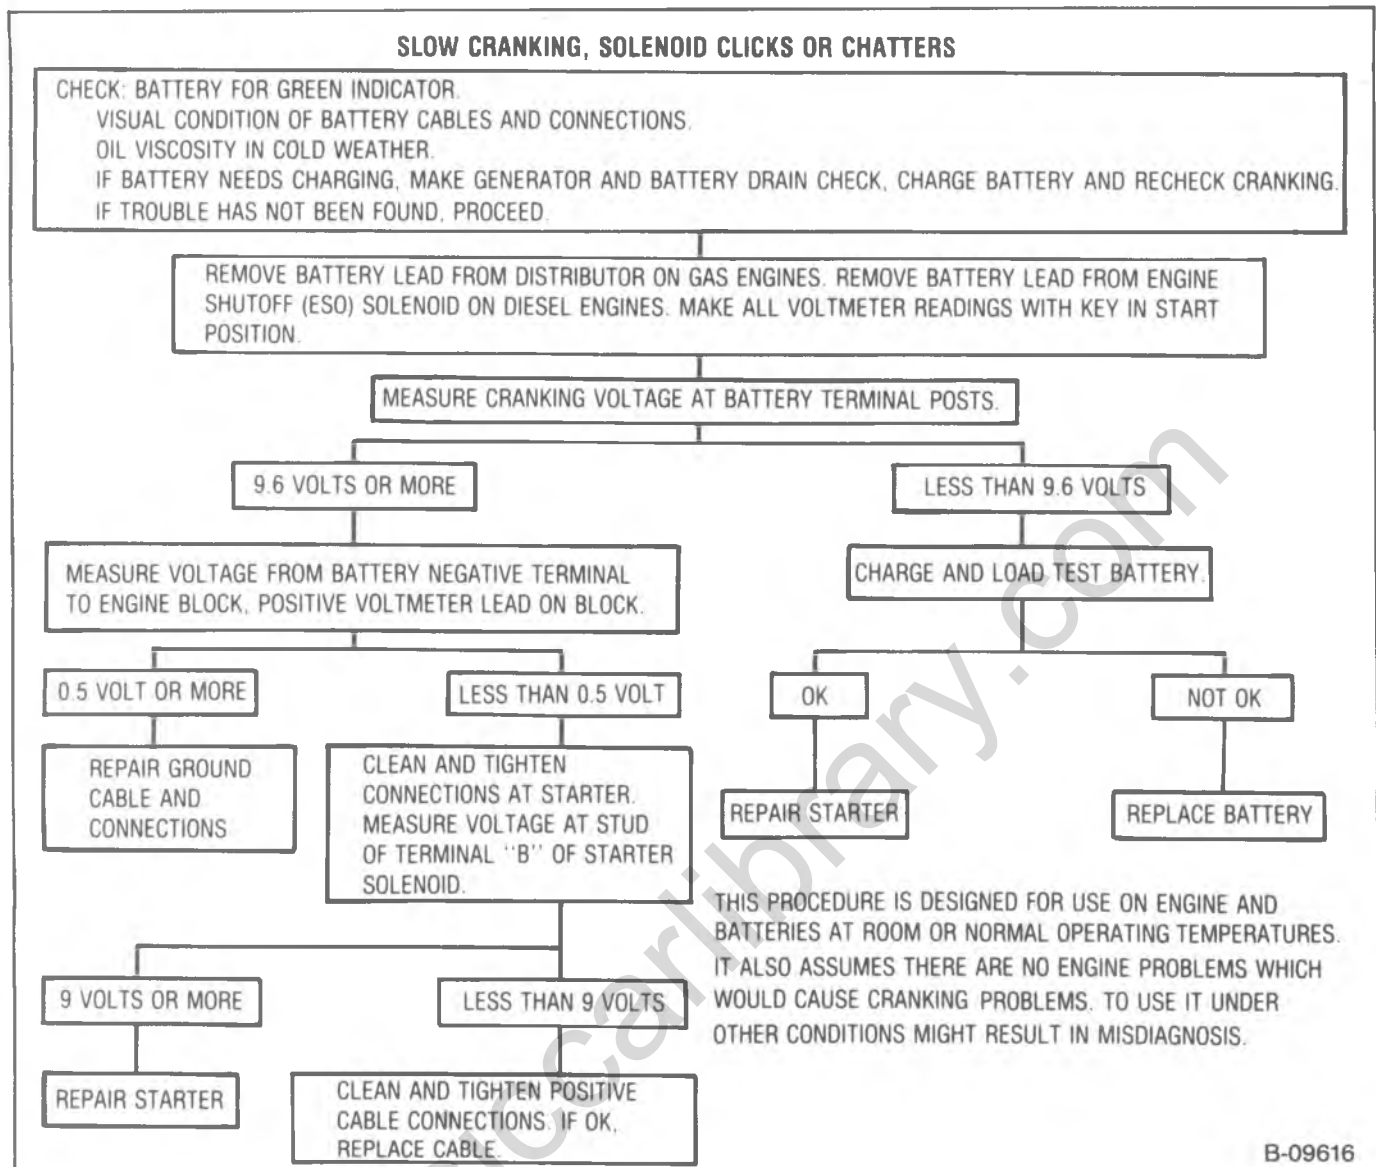 SLOW CRANKING, SOLENOID CLICKS OR CHATTERS
CHECK: BATTERY FOR GREEN INDICATOR.
VISUAL CONDITION OF BATTERY CABLES AND CONNECTIONS.
OIL VISCOSITY IN COLD WEATHER.
IF BATTERY NEEDS CHARGING, MAKE GENERATOR AND BATTERY DRAIN CHECK, CHARGE BATTERY AND RECHECK CRANKING.
IF TROUBLE HAS NOT BEEN FOUND, PROCEED.
REMOVE BATTERY LEAD FROM DISTRIBUTOR ON GAS ENGINES. REMOVE BATTERY LEAD FROM ENGINE
SHUTOFF (ESO) SOLENOID ON DIESEL ENGINES. MAKE ALL VOLTMETER READINGS WITH KEY IN START
POSITION.
MEASURE CRANKING VOLTAGE AT BATTERY TERMINAL POSTS.
9.6 VOLTS OR MORE
LESS THAN 9.6 VOLTS
MEASURE VOLTAGE FROM BATTERY NEGATIVE TERMINAL
TO ENGINE BLOCK, POSITIVE VOLTMETER LEAD ON BLOCK.
CHARGE AND LOAD TEST BATTERY.
0.5 VOLT OR MORE
LESS THAN 0.5 VOLT
OK
NOT OK
REPAIR GROUND
CABLE AND
CONNECTIONS
CLEAN AND TIGHTEN
CONNECTIONS AT STARTER.
MEASURE VOLTAGE AT STUD
OF TERMINAL "B" OF STARTER
SOLENOID.
REPAIR STARTER
REPLACE BATTERY
THIS PROCEDURE IS DESIGNED FOR USE ON ENGINE AND
BATTERIES AT ROOM OR NORMAL OPERATING TEMPERATURES.
IT ALSO ASSUMES THERE ARE NO ENGINE PROBLEMS WHICH
WOULD CAUSE CRANKING PROBLEMS. TO USE IT UNDER
OTHER CONDITIONS MIGHT RESULT IN MISDIAGNOSIS.
9 VOLTS OR MORE
LESS THAN 9 VOLTS
REPAIR STARTER
CLEAN AND TIGHTEN POSITIVE
CABLE CONNECTIONS. IF OK,
REPLACE CABLE.
B-09616
iccarlibrary.com